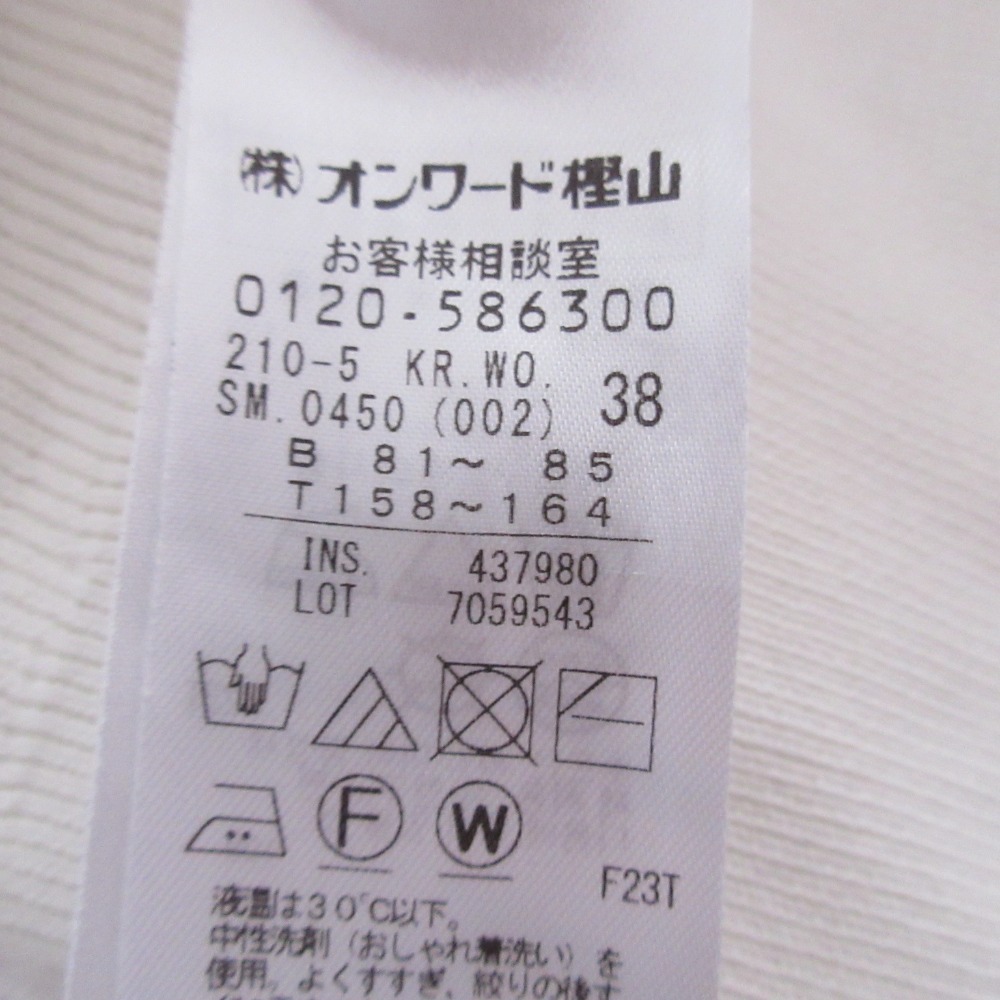 (株)オンワード樫山
お客様相談室
0120-586300
210-5 KR.WO.
SM.0450(002) 38
B 81~ 85
T158~164
INS. 437980
LOT 7059543
F W
F23T
液温は30℃以下。
中性洗剤(おしゃれ着洗い)を
使用。よくすすぎ、絞りの後す